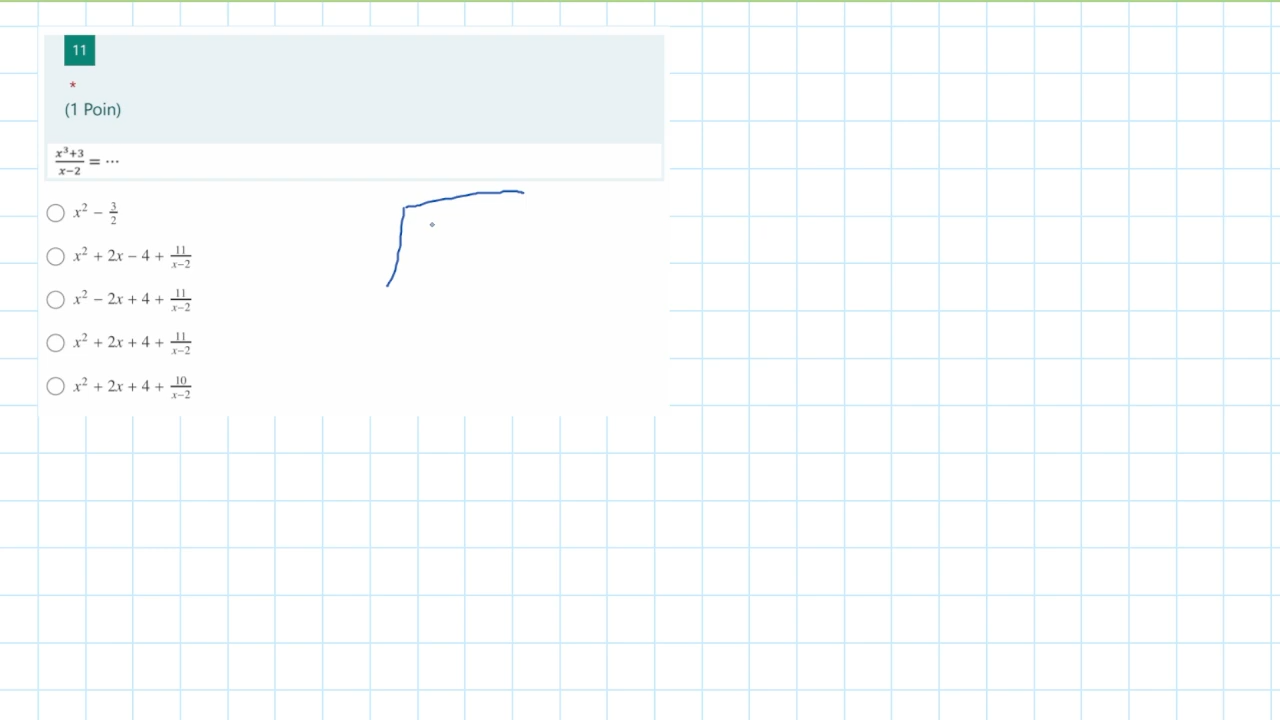 11
*
(1 Poin)
x³+3/x−2 = ⋯
x² − 3/2
x² + 2x − 4 + 11/x−2
x² − 2x + 4 + 11/x−2
x² + 2x + 4 + 11/x−2
x² + 2x + 4 + 10/x−2